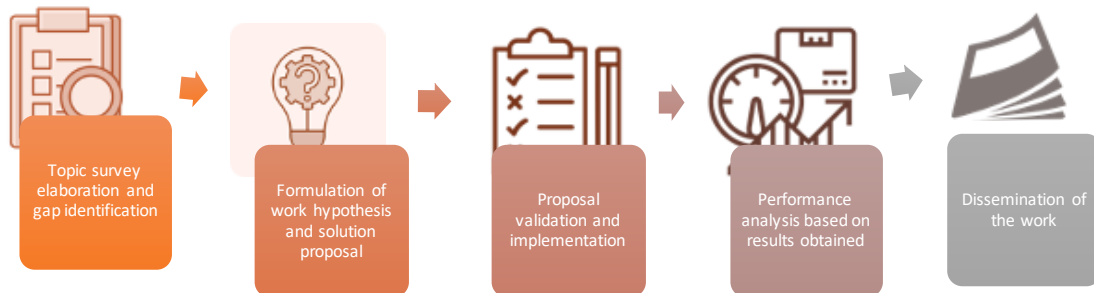 Topic survey
elaboration and
gap identification
Formulation of
work hypothesis
and solution
proposal
Proposal
validation and
implementation
Performance
analysis based on
results obtained
Dissemination of
the work